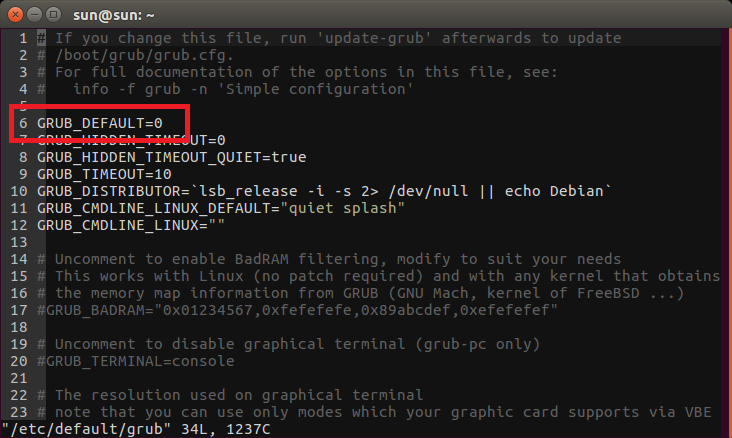 sun@sun: ~
1 # If you change this file, run 'update-grub' afterwards to update
2 # /boot/grub/grub.cfg.
3 # For full documentation of the options in this file, see:
4 #   info -f grub -n 'Simple configuration'
5
6 GRUB_DEFAULT=0
7 GRUB_HIDDEN_TIMEOUT=0
8 GRUB_HIDDEN_TIMEOUT_QUIET=true
9 GRUB_TIMEOUT=10
10 GRUB_DISTRIBUTOR=`lsb_release -i -s 2> /dev/null || echo Debian`
11 GRUB_CMDLINE_LINUX_DEFAULT="quiet splash"
12 GRUB_CMDLINE_LINUX=""
13
14 # Uncomment to enable BadRAM filtering, modify to suit your needs
15 # This works with Linux (no patch required) and with any kernel that obtains
16 # the memory map information from GRUB (GNU Mach, kernel of FreeBSD ...)
17 #GRUB_BADRAM="0x01234567,0xfefefefe,0x89abcdef,0xefefefef"
18
19 # Uncomment to disable graphical terminal (grub-pc only)
20 #GRUB_TERMINAL=console
21
22 # The resolution used on graphical terminal
23 # note that you can use only modes which your graphic card supports via VBE
"/etc/default/grub" 34L, 1237C